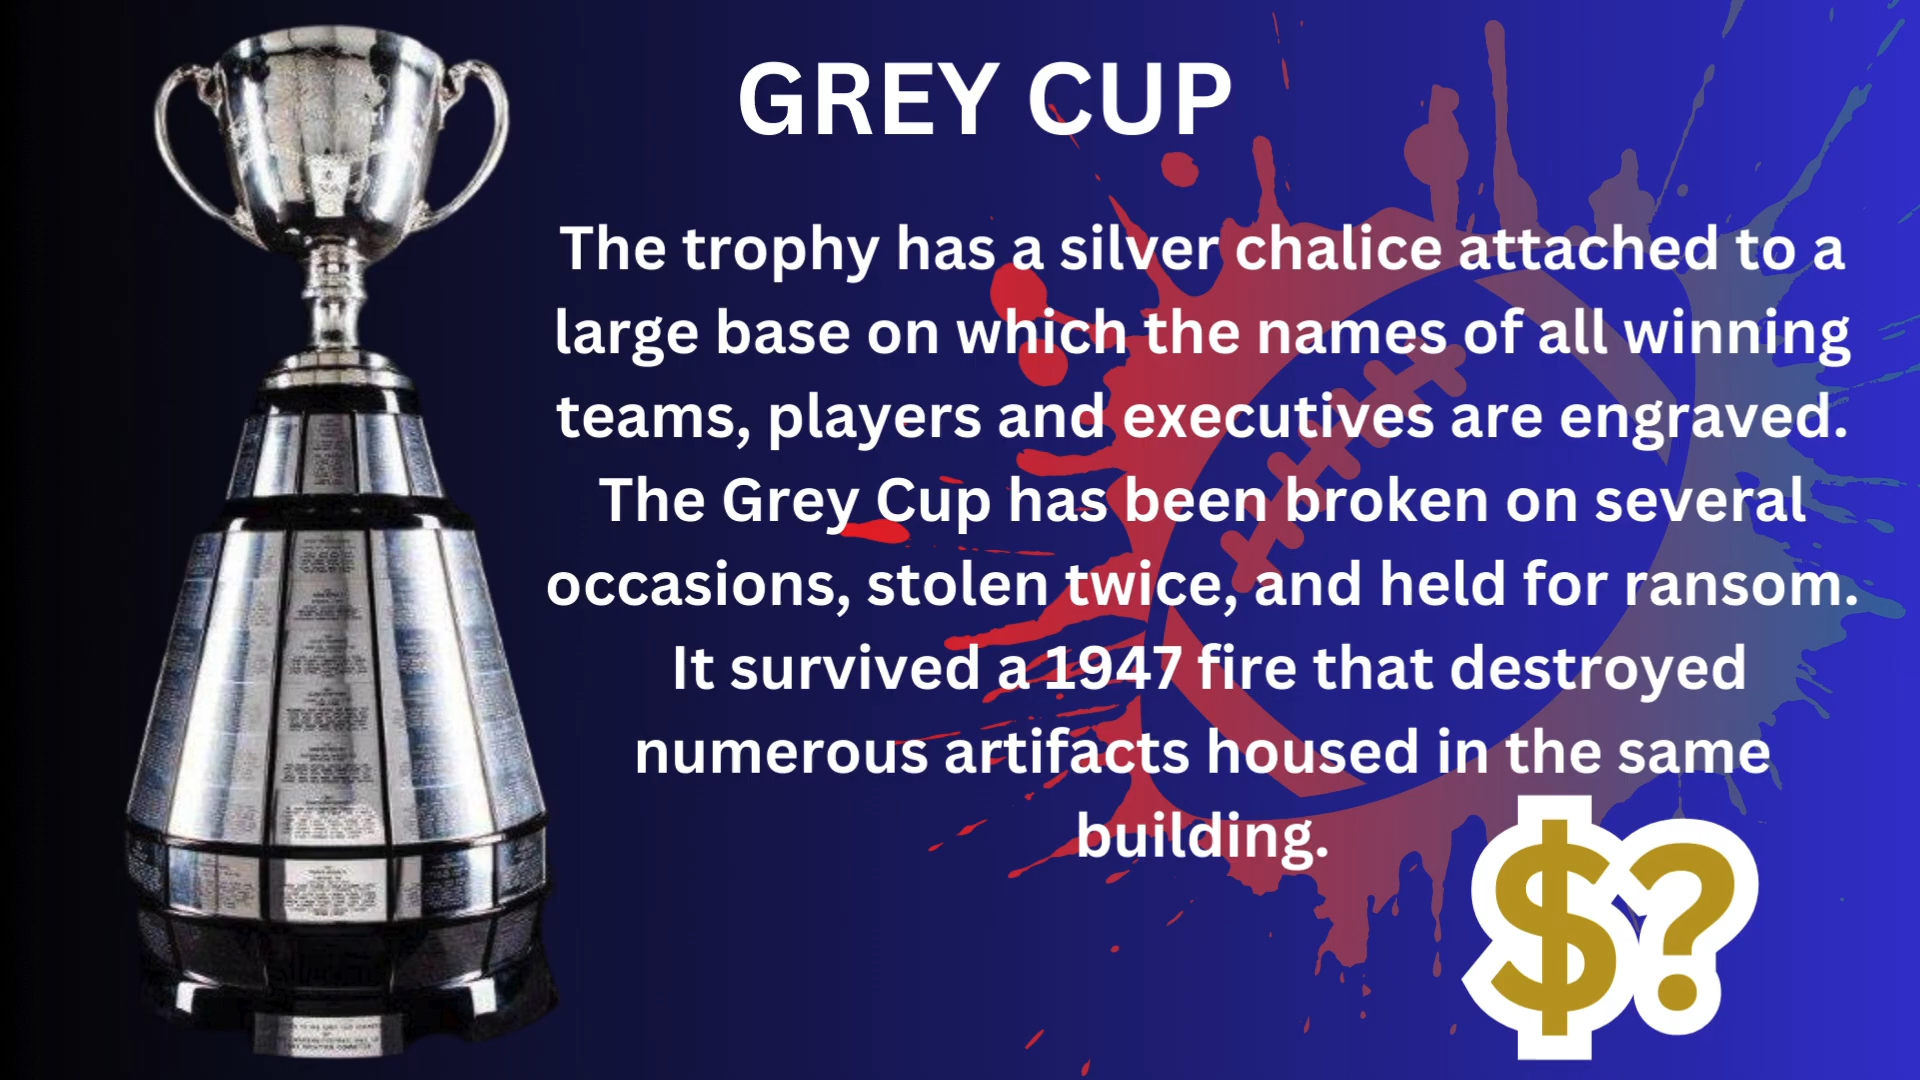 GREY CUP
The trophy has a silver chalice attached to a
large base on which the names of all winning
teams, players and executives are engraved.
The Grey Cup has been broken on several
occasions, stolen twice, and held for ransom.
It survived a 1947 fire that destroyed
numerous artifacts housed in the same
building.
$?